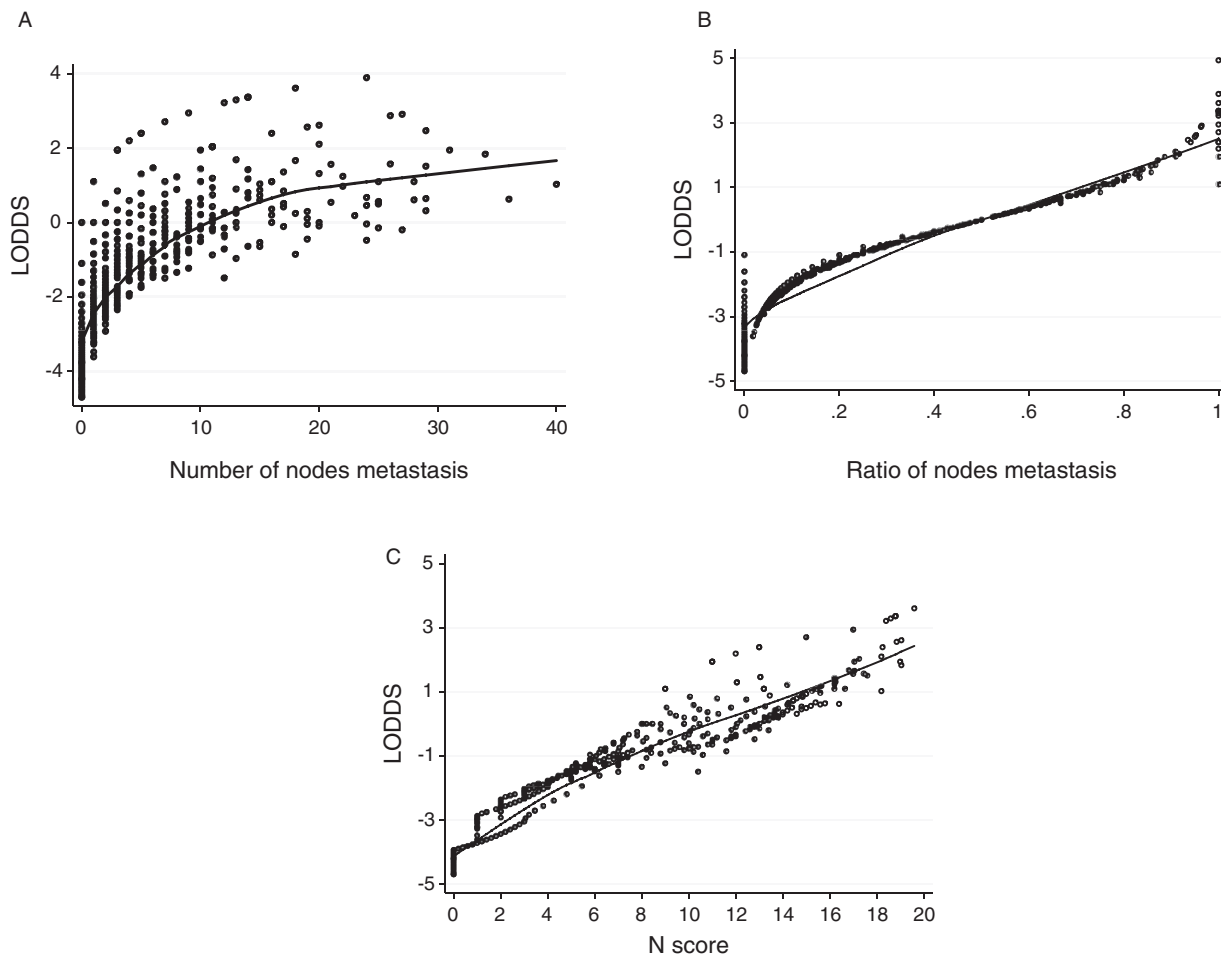 A
4
2
0
-2
-4
LODDS
0 10 20 30 40
Number of nodes metastasis
B
5
3
1
-1
-3
-5
LODDS
0 .2 .4 .6 .8 1
Ratio of nodes metastasis
C
5
3
1
-1
-3
-5
LODDS
0 2 4 6 8 10 12 14 16 18 20
N score